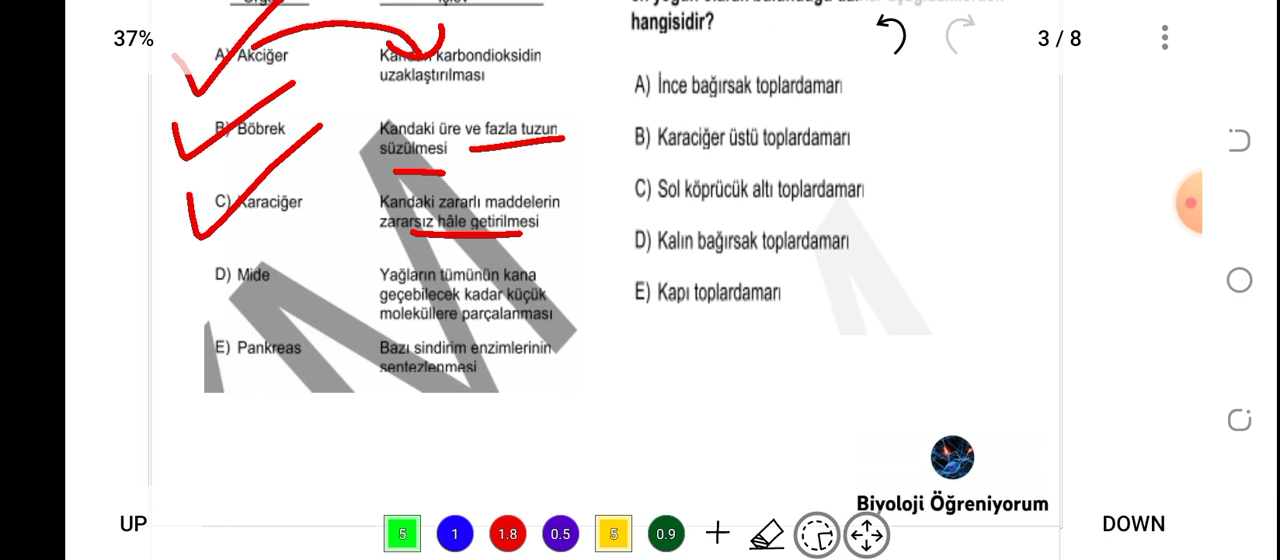 37%
3 / 8
hangisidir?
A) Akciğer
Kandan karbondioksidin
uzaklaştırılması
B) Böbrek
Kandaki üre ve fazla tuzun
süzülmesi
C) Karaciğer
Kandaki zararlı maddelerin
zararsız hâle getirilmesi
D) Mide
Yağların tümünün kana
geçebilecek kadar küçük
moleküllere parçalanması
E) Pankreas
Bazı sindirim enzimlerinin
sentezlenmesi
A) İnce bağırsak toplardamarı
B) Karaciğer üstü toplardamarı
C) Sol köprücük altı toplardamarı
D) Kalın bağırsak toplardamarı
E) Kapı toplardamarı
Biyoloji Öğreniyorum
UP
5
1
1.8
0.5
5
0.9
DOWN